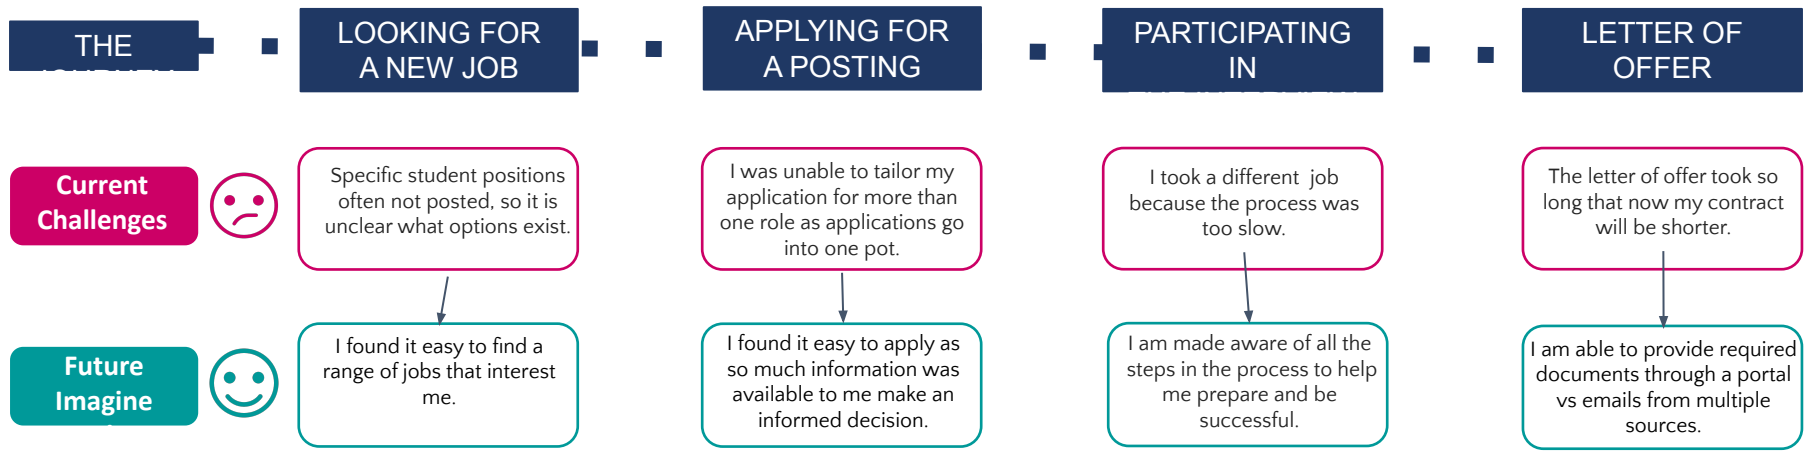 THE
LOOKING FOR
A NEW JOB
APPLYING FOR
A POSTING
PARTICIPATING
IN
LETTER OF
OFFER
Current
Challenges
Specific student positions
often not posted, so it is
unclear what options exist.
I was unable to tailor my
application for more than
one role as applications go
into one pot.
I took a different job
because the process was
too slow.
The letter of offer took so
long that now my contract
will be shorter.
Future
Imagine
I found it easy to find a
range of jobs that interest
me.
I found it easy to apply as
so much information was
available to me make an
informed decision.
I am made aware of all the
steps in the process to help
me prepare and be
successful.
I am able to provide required
documents through a portal
vs emails from multiple
sources.